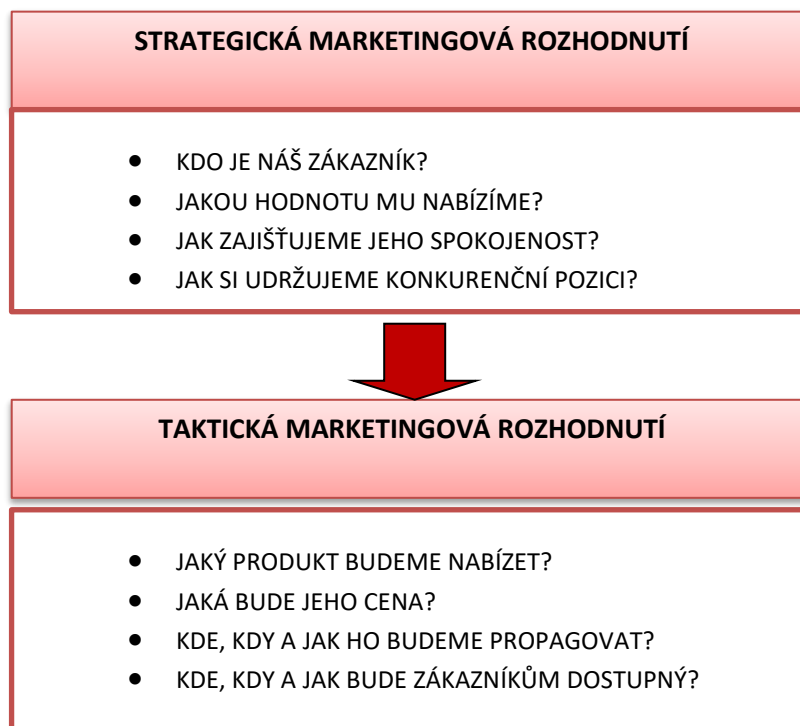 STRATEGICKÁ MARKETINGOVÁ ROZHODNUTÍ
• KDO JE NÁŠ ZÁKAZNÍK?
• JAKOU HODNOTU MU NABÍZÍME?
• JAK ZAJIŠŤUJEME JEHO SPOKOJENOST?
• JAK SI UDRŽUJEME KONKURENČNÍ POZICI?
TAKTICKÁ MARKETINGOVÁ ROZHODNUTÍ
• JAKÝ PRODUKT BUDEME NABÍZET?
• JAKÁ BUDE JEHO CENA?
• KDE, KDY A JAK HO BUDEME PROPAGOVAT?
• KDE, KDY A JAK BUDE ZÁKAZNÍKŮM DOSTUPNÝ?